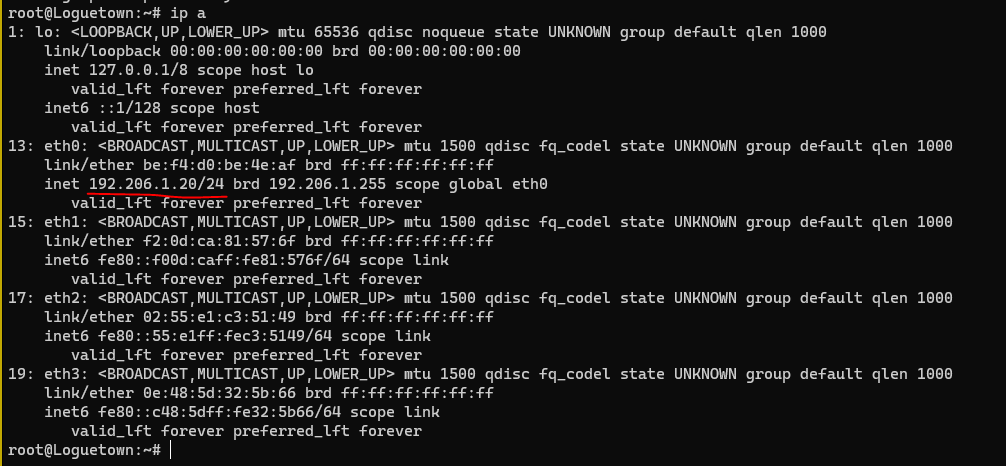 root@Loguetown:~# ip a
1: lo: <LOOPBACK,UP,LOWER_UP> mtu 65536 qdisc noqueue state UNKNOWN group default qlen 1000
    link/loopback 00:00:00:00:00:00 brd 00:00:00:00:00:00
    inet 127.0.0.1/8 scope host lo
       valid_lft forever preferred_lft forever
    inet6 ::1/128 scope host
       valid_lft forever preferred_lft forever
13: eth0: <BROADCAST,MULTICAST,UP,LOWER_UP> mtu 1500 qdisc fq_codel state UNKNOWN group default qlen 1000
    link/ether be:f4:d0:be:4e:af brd ff:ff:ff:ff:ff:ff
    inet 192.206.1.20/24 brd 192.206.1.255 scope global eth0
       valid_lft forever preferred_lft forever
15: eth1: <BROADCAST,MULTICAST,UP,LOWER_UP> mtu 1500 qdisc fq_codel state UNKNOWN group default qlen 1000
    link/ether f2:0d:ca:81:57:6f brd ff:ff:ff:ff:ff:ff
    inet6 fe80::f00d:caff:fe81:576f/64 scope link
       valid_lft forever preferred_lft forever
17: eth2: <BROADCAST,MULTICAST,UP,LOWER_UP> mtu 1500 qdisc fq_codel state UNKNOWN group default qlen 1000
    link/ether 02:55:e1:c3:51:49 brd ff:ff:ff:ff:ff:ff
    inet6 fe80::55:e1ff:fec3:5149/64 scope link
       valid_lft forever preferred_lft forever
19: eth3: <BROADCAST,MULTICAST,UP,LOWER_UP> mtu 1500 qdisc fq_codel state UNKNOWN group default qlen 1000
    link/ether 0e:48:5d:32:5b:66 brd ff:ff:ff:ff:ff:ff
    inet6 fe80::c48:5dff:fe32:5b66/64 scope link
       valid_lft forever preferred_lft forever
root@Loguetown:~#